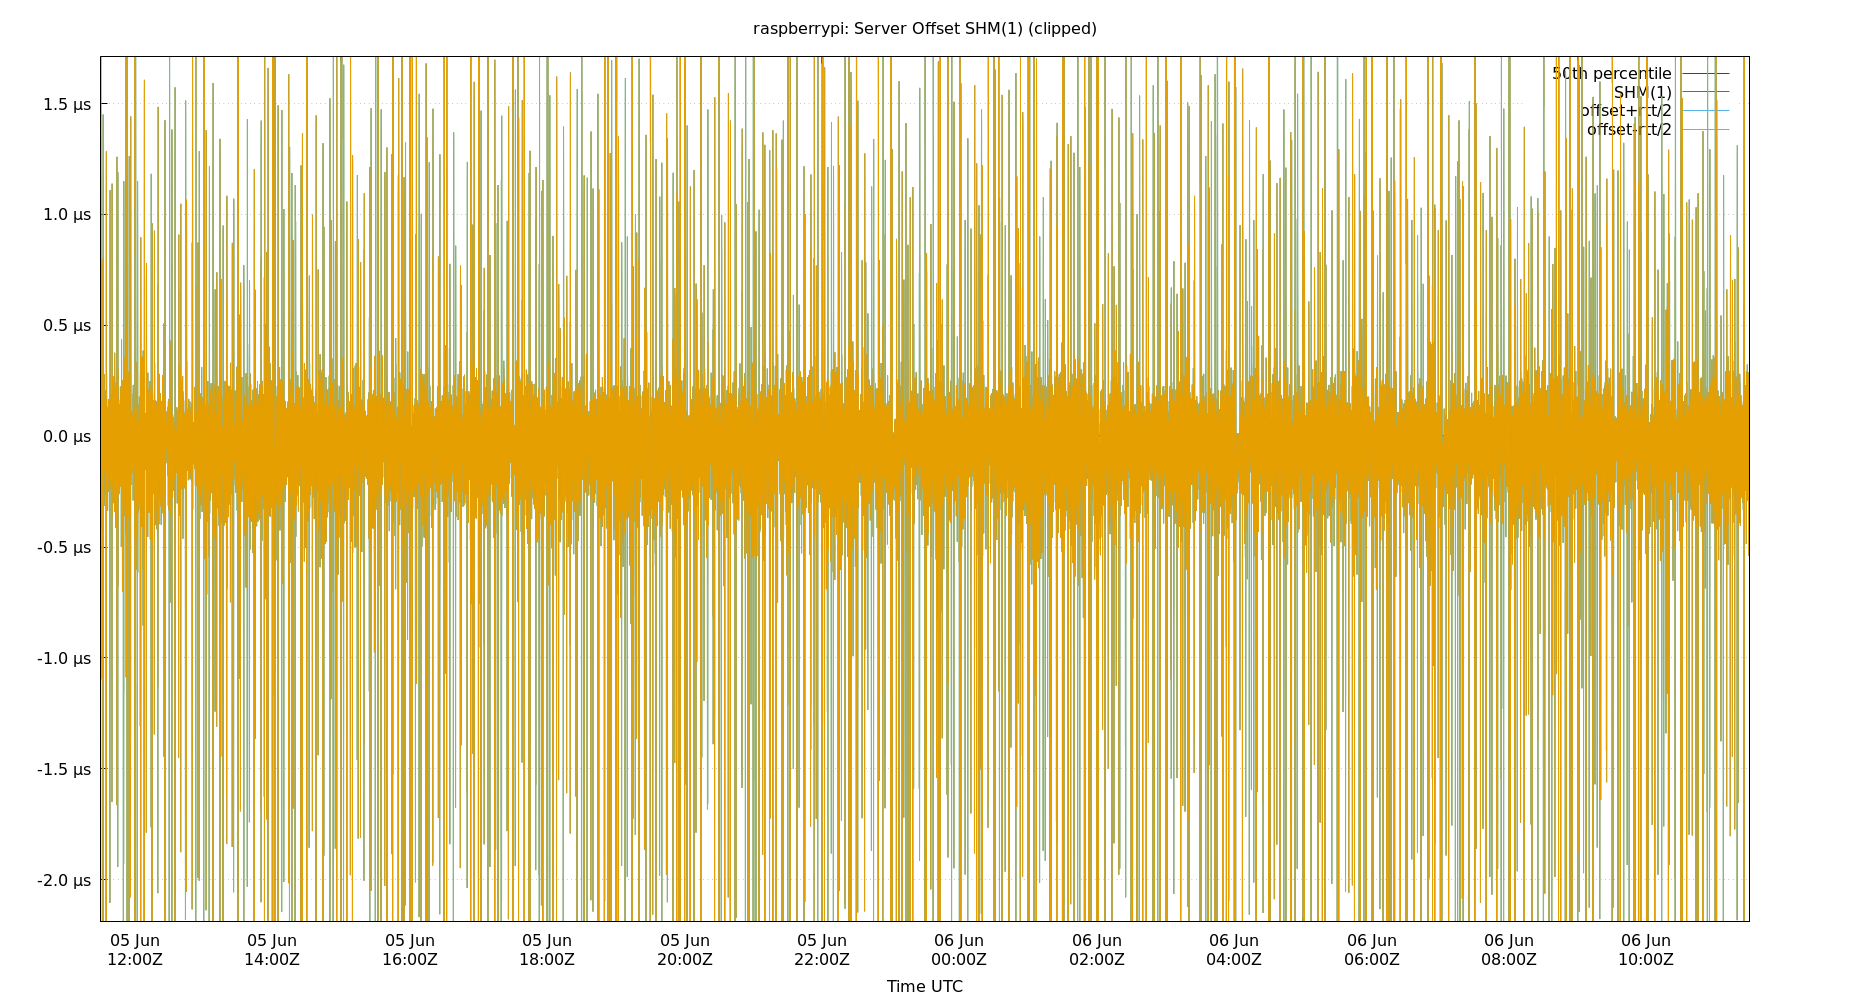 raspberrypi: Server Offset SHM(1) (clipped)
50th percentile
SHM(1)
offset+rtt/2
offset-rtt/2
1.5 µs
1.0 µs
0.5 µs
0.0 µs
-0.5 µs
-1.0 µs
-1.5 µs
-2.0 µs
05 Jun 05 Jun 05 Jun 05 Jun 05 Jun 05 Jun 06 Jun 06 Jun 06 Jun 06 Jun 06 Jun 06 Jun
12:00Z 14:00Z 16:00Z 18:00Z 20:00Z 22:00Z 00:00Z 02:00Z 04:00Z 06:00Z 08:00Z 10:00Z
Time UTC